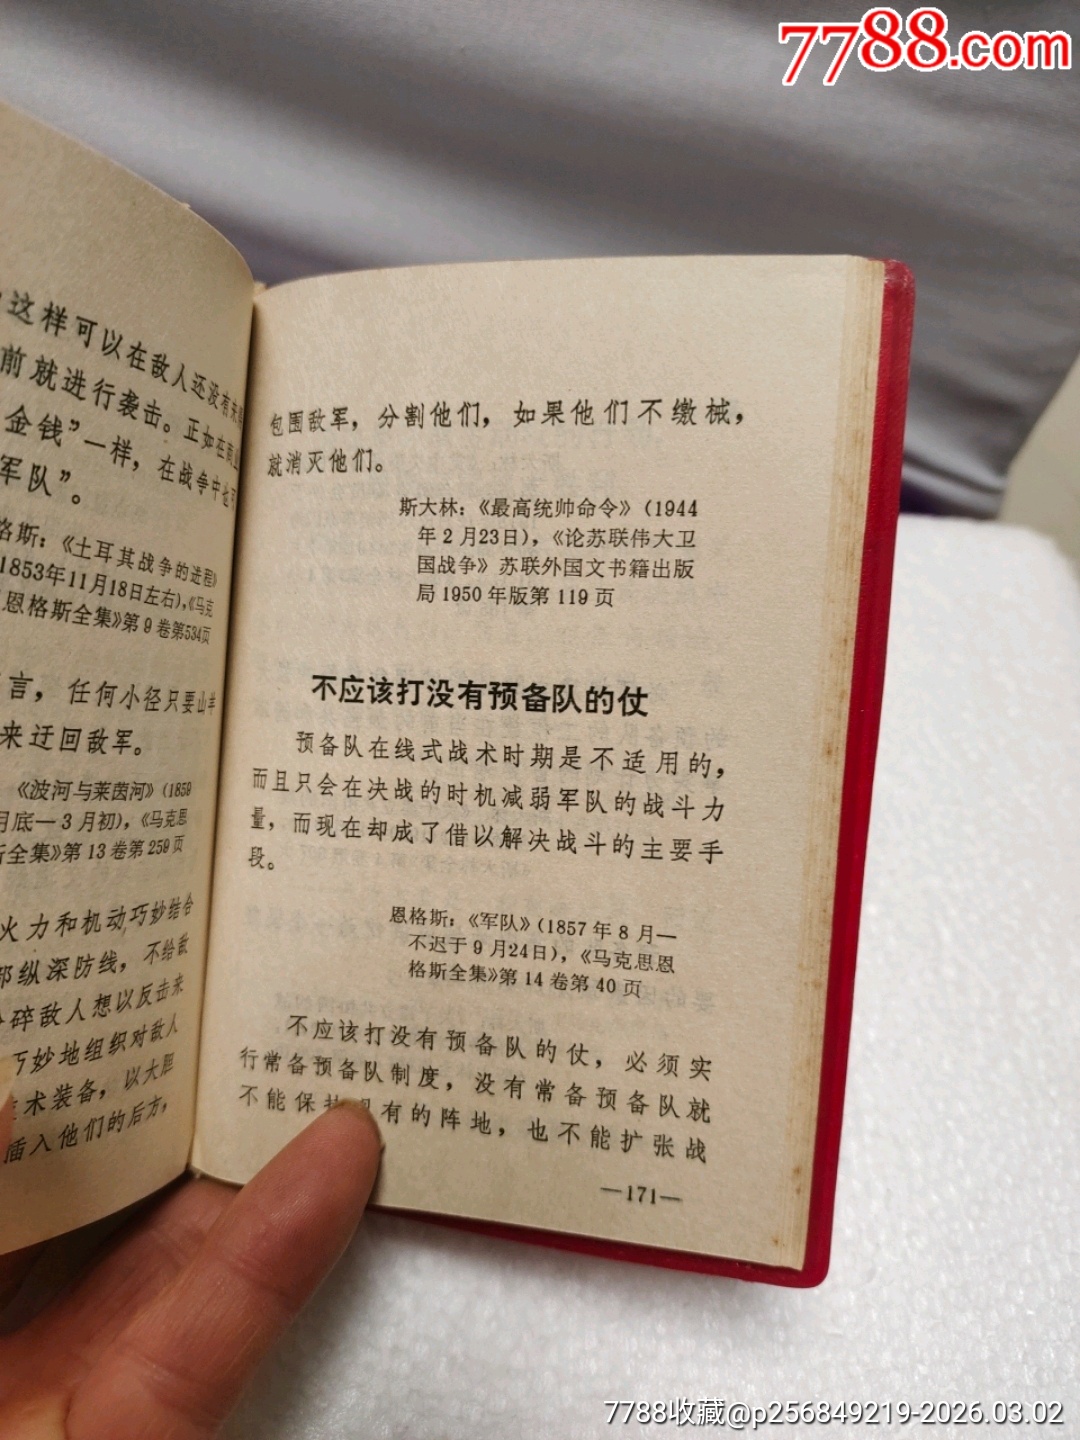 7788.com
这样可以在敌人还没有来
前就进行袭击。正如在商
金钱”一样，在战争中也可
军队”。
格斯：《土耳其战争的进程》
1853年11月18日左右），《马克
恩格斯全集》第9卷第534页
言，任何小径只要山羊
来迂回敌军。
《波河与莱茵河》（1859
月底—3月初），《马克思
斯全集》第13卷第259页
火力和机动巧妙结合
纵深防线，不给敌
碎敌人想以反击来
巧妙地组织对敌人
术装备，以大胆
插入他们的后方，
包围敌军，分割他们，如果他们不缴械，
就消灭他们。
斯大林：《最高统帅命令》（1944
年2月23日），《论苏联伟大卫
国战争》苏联外国文书籍出版
局1950年版第119页
不应该打没有预备队的仗
预备队在线式战术时期是不适用的，
而且只会在决战的时机减弱军队的战斗力
量，而现在却成了借以解决战斗的主要手
段。
恩格斯：《军队》（1857年8月—
不迟于9月24日），《马克思恩
格斯全集》第14卷第40页
不应该打没有预备队的仗，必须实
行常备预备队制度，没有常备预备队就
不能保持现有的阵地，也不能扩张战
—171—
7788收藏@p256849219-2026.03.02